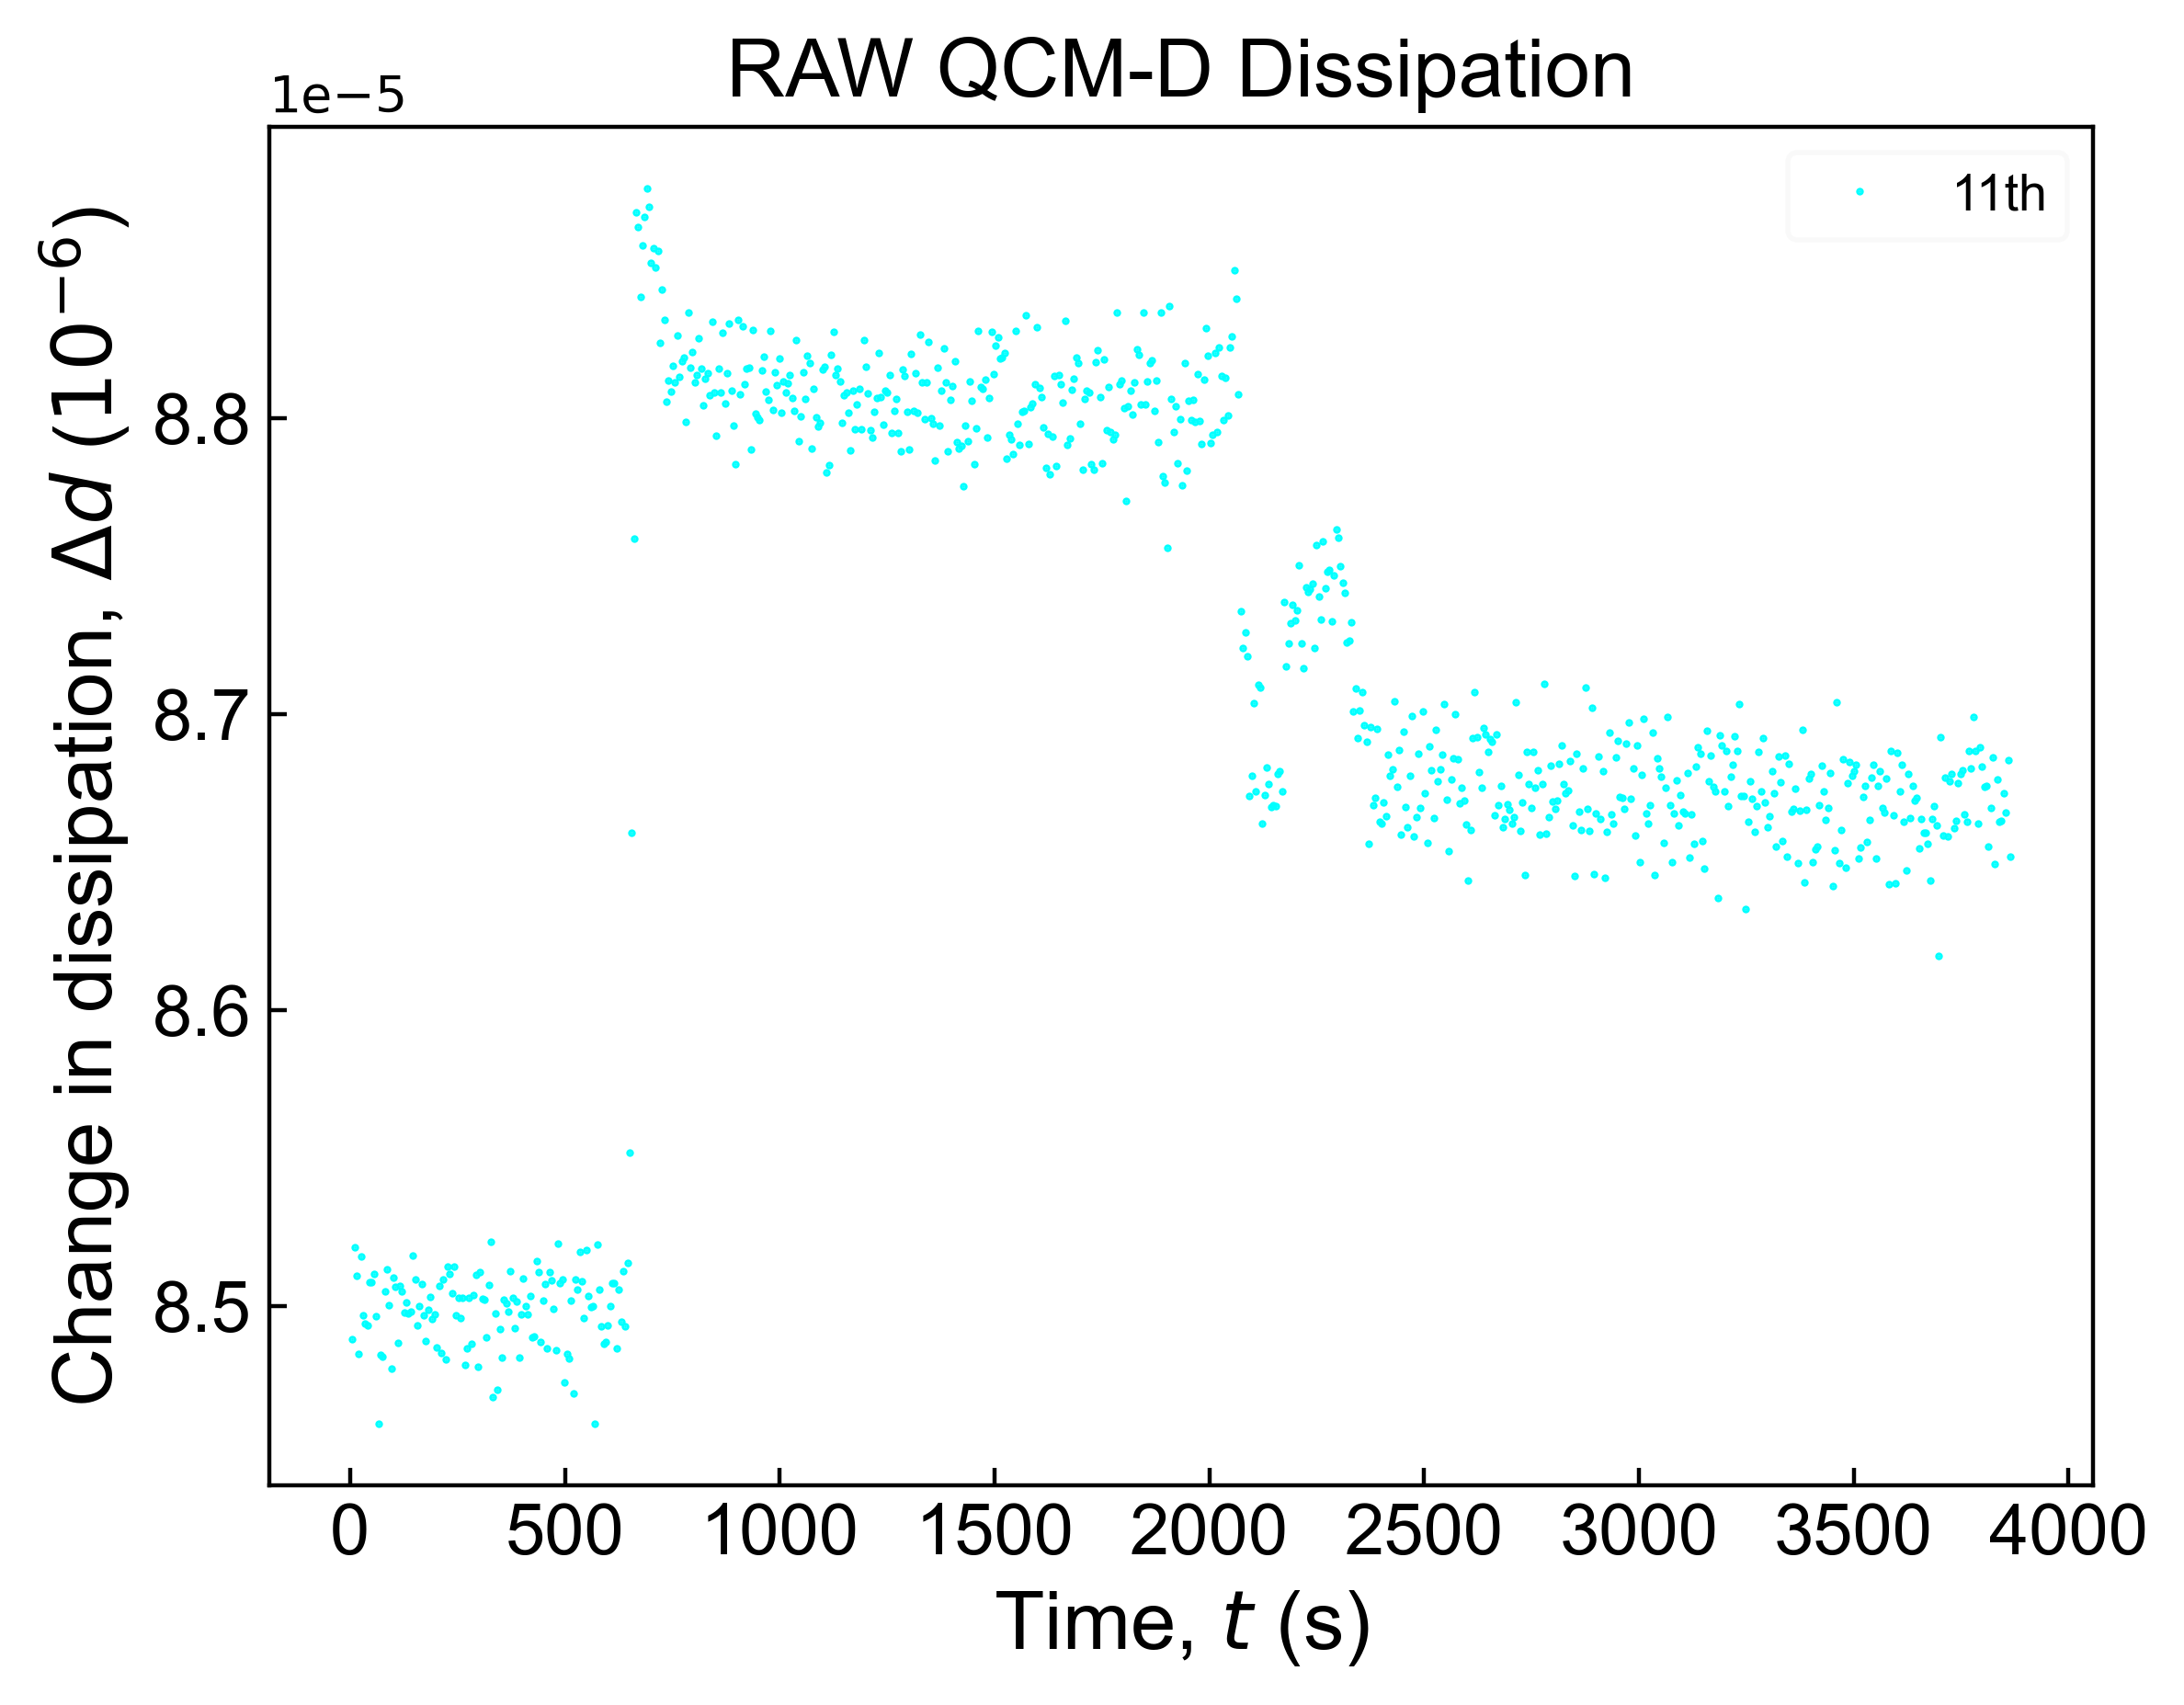 RAW QCM-D Dissipation
1e−5
11th
Change in dissipation, Δd (10⁻⁶)
8.8
8.7
8.6
8.5
0 500 1000 1500 2000 2500 3000 3500 4000
Time, t (s)